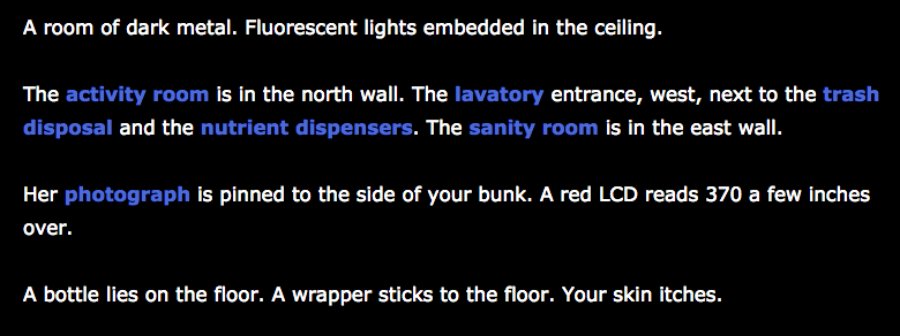 A room of dark metal. Fluorescent lights embedded in the ceiling.
The activity room is in the north wall. The lavatory entrance, west, next to the trash
disposal and the nutrient dispensers. The sanity room is in the east wall.
Her photograph is pinned to the side of your bunk. A red LCD reads 370 a few inches
over.
A bottle lies on the floor. A wrapper sticks to the floor. Your skin itches.